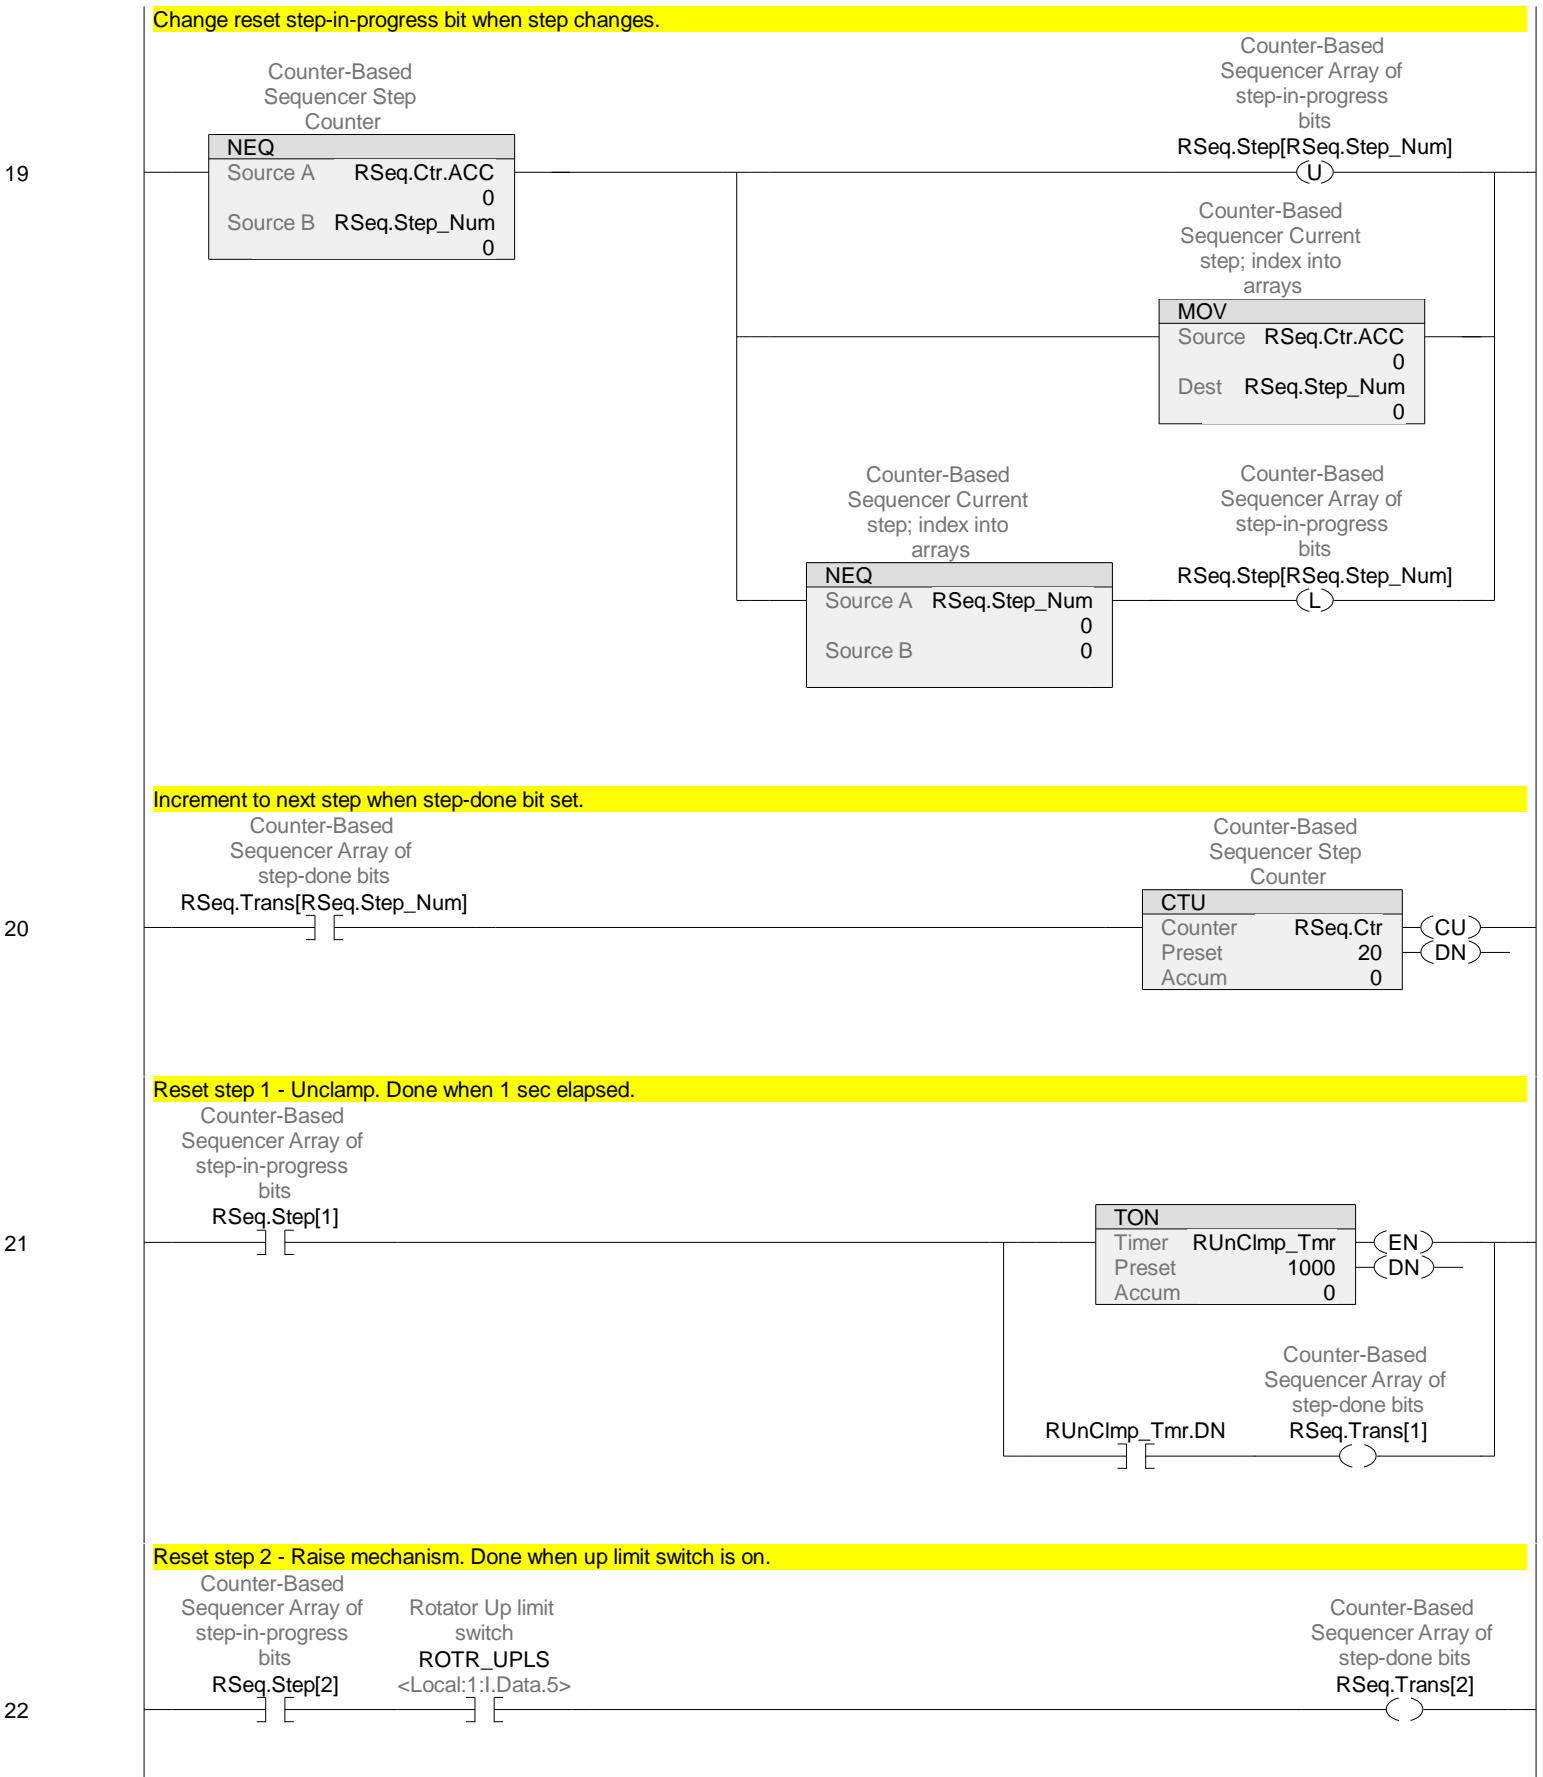 Change reset step-in-progress bit when step changes.
Counter-Based
Sequencer Step
Counter
Counter-Based
Sequencer Array of
step-in-progress
bits
RSeq.Step[RSeq.Step_Num]
19
NEQ
Source A RSeq.Ctr.ACC
0
Source B RSeq.Step_Num
0
U
Counter-Based
Sequencer Current
step; index into
arrays
MOV
Source RSeq.Ctr.ACC
0
Dest RSeq.Step_Num
0
Counter-Based
Sequencer Current
step; index into
arrays
NEQ
Source A RSeq.Step_Num
0
Source B 0
Counter-Based
Sequencer Array of
step-in-progress
bits
RSeq.Step[RSeq.Step_Num]
L
Increment to next step when step-done bit set.
Counter-Based
Sequencer Array of
step-done bits
RSeq.Trans[RSeq.Step_Num]
20
Counter-Based
Sequencer Step
Counter
CTU
Counter RSeq.Ctr
Preset 20
Accum 0
CU
DN
Reset step 1 - Unclamp. Done when 1 sec elapsed.
Counter-Based
Sequencer Array of
step-in-progress
bits
RSeq.Step[1]
21
TON
Timer RUnClmp_Tmr
Preset 1000
Accum 0
EN
DN
RUnClmp_Tmr.DN
Counter-Based
Sequencer Array of
step-done bits
RSeq.Trans[1]
Reset step 2 - Raise mechanism. Done when up limit switch is on.
Counter-Based
Sequencer Array of
step-in-progress
bits
RSeq.Step[2]
22
Rotator Up limit
switch
ROTR_UPLS
<Local:1:I.Data.5>
Counter-Based
Sequencer Array of
step-done bits
RSeq.Trans[2]